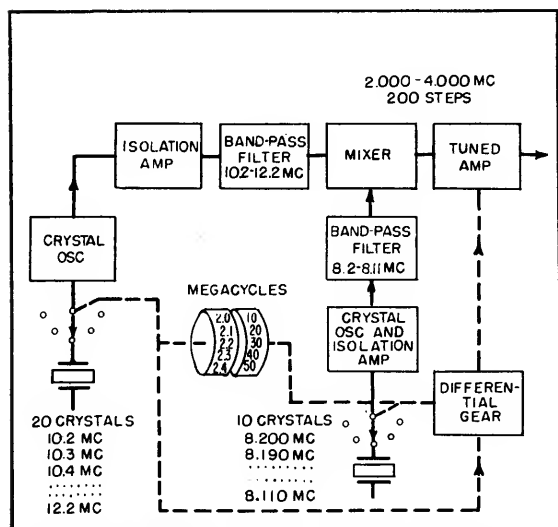 2.000-4.000 MC
200 STEPS
ISOLATION
AMP
BAND-PASS
FILTER
10.2-12.2 MC
MIXER
TUNED
AMP
CRYSTAL
OSC
BAND-PASS
FILTER
8.2-8.11 MC
MEGACYCLES
2.0 10
2.1 20
2.2 30
2.3 40
2.4 50
CRYSTAL
OSC AND
ISOLATION
AMP
DIFFEREN-
TIAL
GEAR
20 CRYSTALS
10.2 MC
10.3 MC
10.4 MC
12.2 MC
10 CRYSTALS
8.200 MC
8.190 MC
8.110 MC